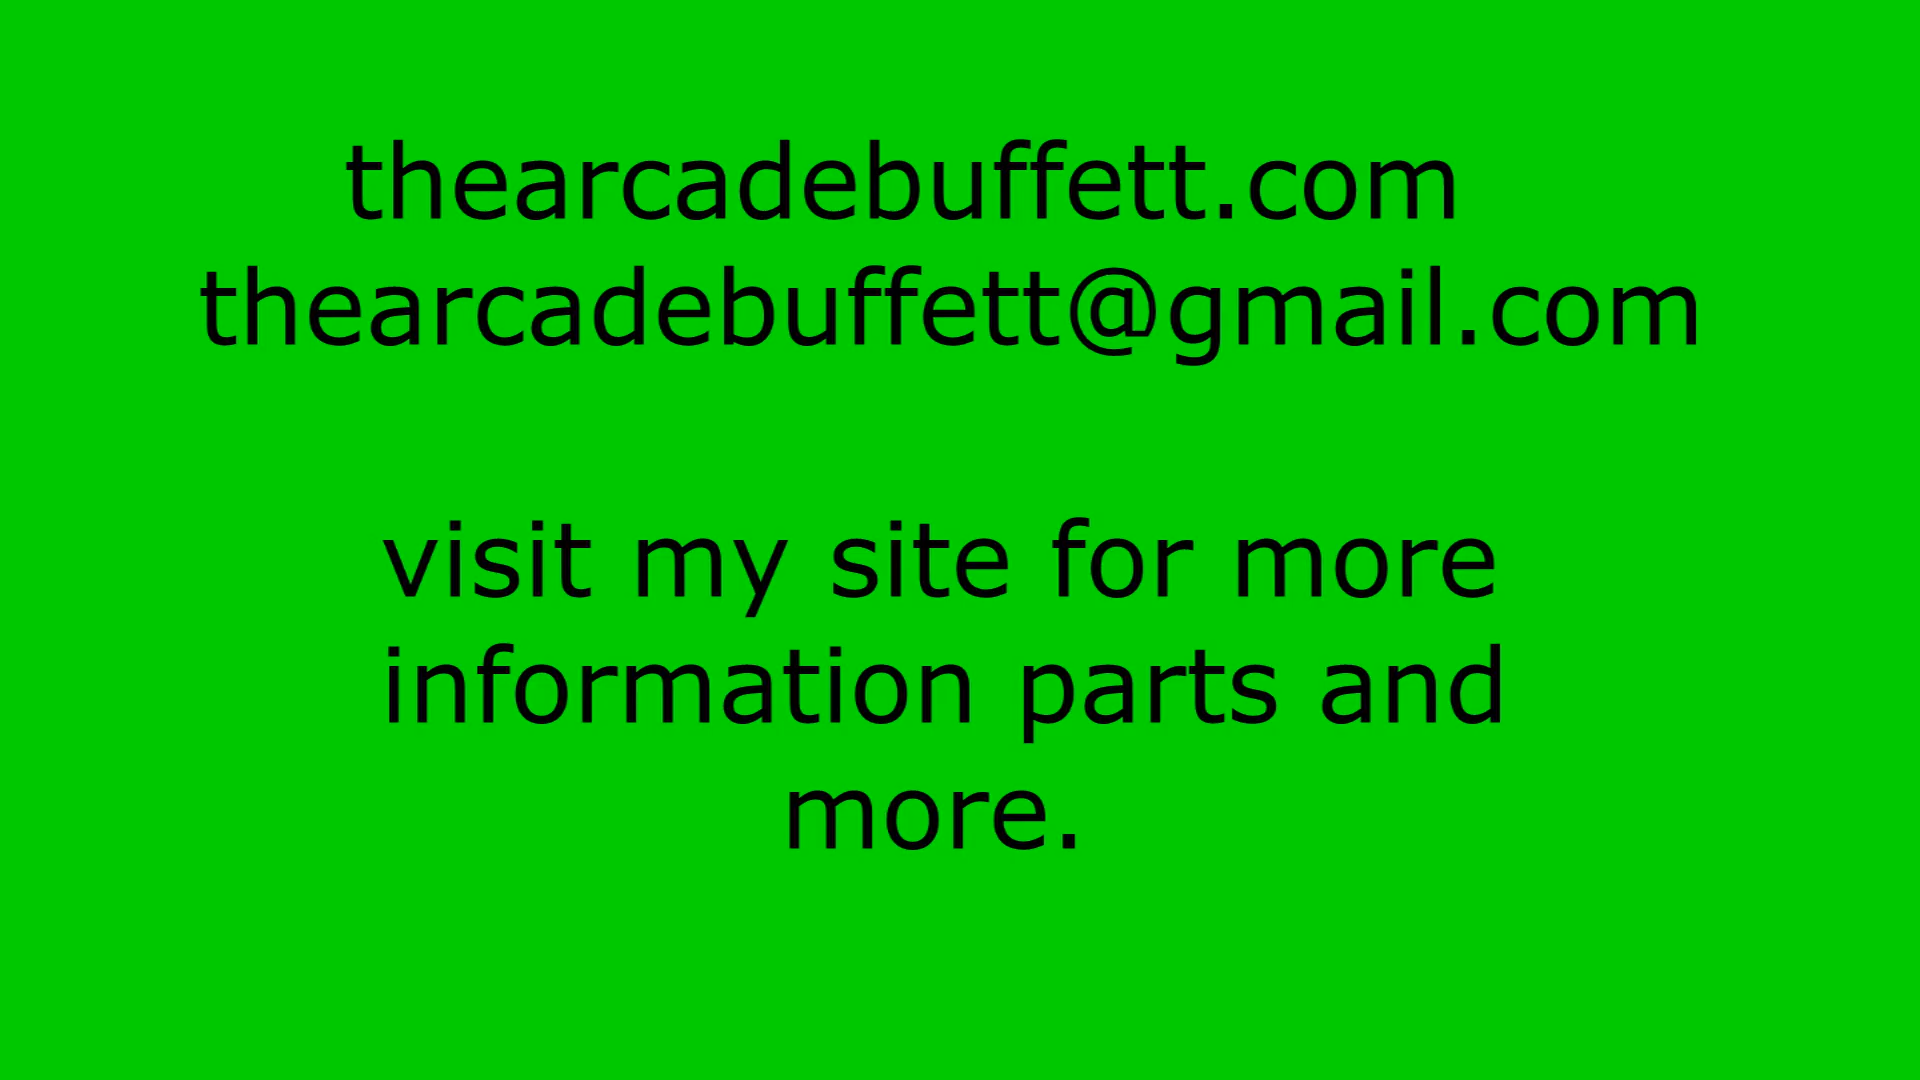 thearcadebuffett.com
thearcadebuffett@gmail.com
visit my site for more
information parts and
more.